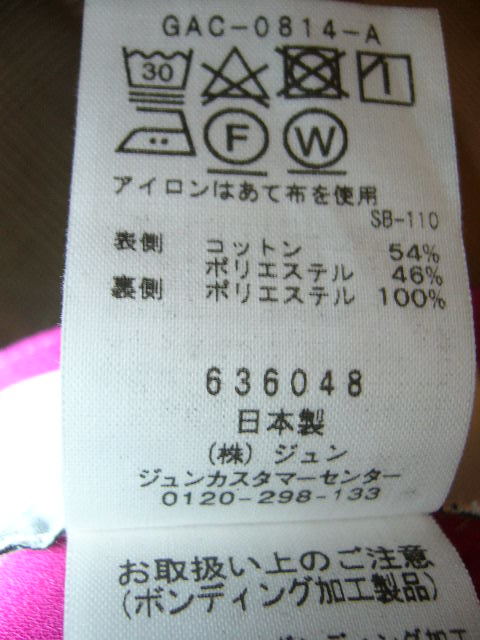 GAC-0814-A
30
F W
アイロンはあて布を使用
SB-110
表側 コットン 54%
ポリエステル 46%
裏側 ポリエステル 100%
636048
日本製
(株) ジュン
ジュンカスタマーセンター
0120-298-133
お取扱い上のご注意
(ボンディング加工製品)